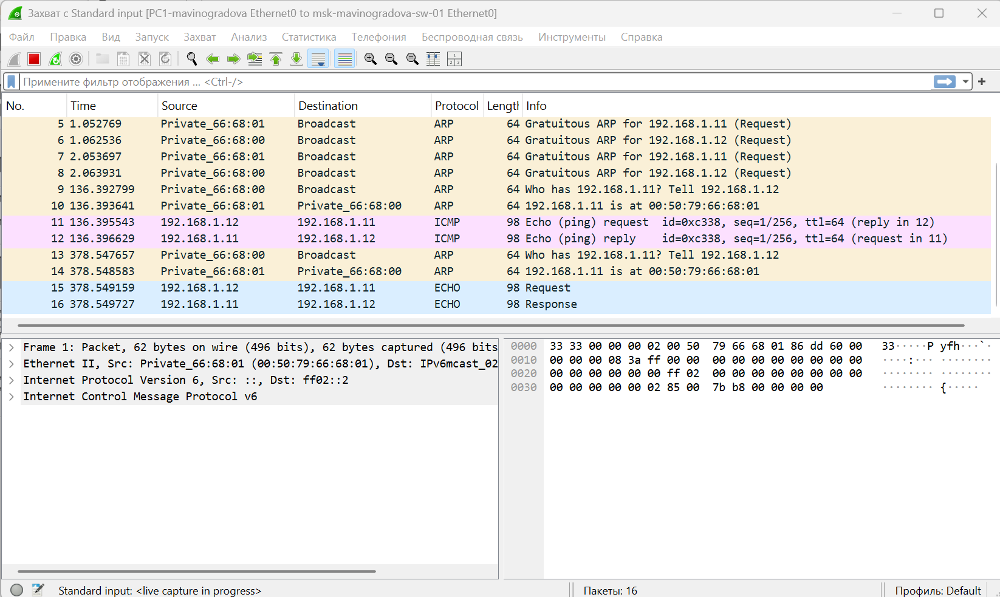 Захват с Standard input [PC1-mavinogradova Ethernet0 to msk-mavinogradova-sw-01 Ethernet0]
Файл Правка Вид Запуск Захват Анализ Статистика Телефония Беспроводная связь Инструменты Справка
Примените фильтр отображения ... <Ctrl-/>
No. Time Source Destination Protocol Length Info
5 1.052769 Private_66:68:01 Broadcast ARP 64 Gratuitous ARP for 192.168.1.11 (Request)
6 1.062536 Private_66:68:00 Broadcast ARP 64 Gratuitous ARP for 192.168.1.12 (Request)
7 2.053697 Private_66:68:01 Broadcast ARP 64 Gratuitous ARP for 192.168.1.11 (Request)
8 2.063931 Private_66:68:00 Broadcast ARP 64 Gratuitous ARP for 192.168.1.12 (Request)
9 136.392799 Private_66:68:00 Broadcast ARP 64 Who has 192.168.1.11? Tell 192.168.1.12
10 136.393641 Private_66:68:01 Private_66:68:00 ARP 64 192.168.1.11 is at 00:50:79:66:68:01
11 136.395543 192.168.1.12 192.168.1.11 ICMP 98 Echo (ping) request id=0xc338, seq=1/256, ttl=64 (reply in 12)
12 136.396629 192.168.1.11 192.168.1.12 ICMP 98 Echo (ping) reply id=0xc338, seq=1/256, ttl=64 (request in 11)
13 378.547657 Private_66:68:00 Broadcast ARP 64 Who has 192.168.1.11? Tell 192.168.1.12
14 378.548583 Private_66:68:01 Private_66:68:00 ARP 64 192.168.1.11 is at 00:50:79:66:68:01
15 378.549159 192.168.1.12 192.168.1.11 ECHO 98 Request
16 378.549727 192.168.1.11 192.168.1.12 ECHO 98 Response
Frame 1: Packet, 62 bytes on wire (496 bits), 62 bytes captured (496 bits
Ethernet II, Src: Private_66:68:01 (00:50:79:66:68:01), Dst: IPv6mcast_02
Internet Protocol Version 6, Src: ::, Dst: ff02::2
Internet Control Message Protocol v6
0000 33 33 00 00 00 02 00 50 79 66 68 01 86 dd 60 00 33·····P yfh···`·
0010 00 00 00 08 3a ff 00 00 00 00 00 00 00 00 00 00 ····:··· ········
0020 00 00 00 00 00 00 ff 02 00 00 00 00 00 00 00 00 ········ ········
0030 00 00 00 00 00 02 85 00 7b b8 00 00 00 00 ········ {·····
Standard input: <live capture in progress>
Пакеты: 16
Профиль: Default